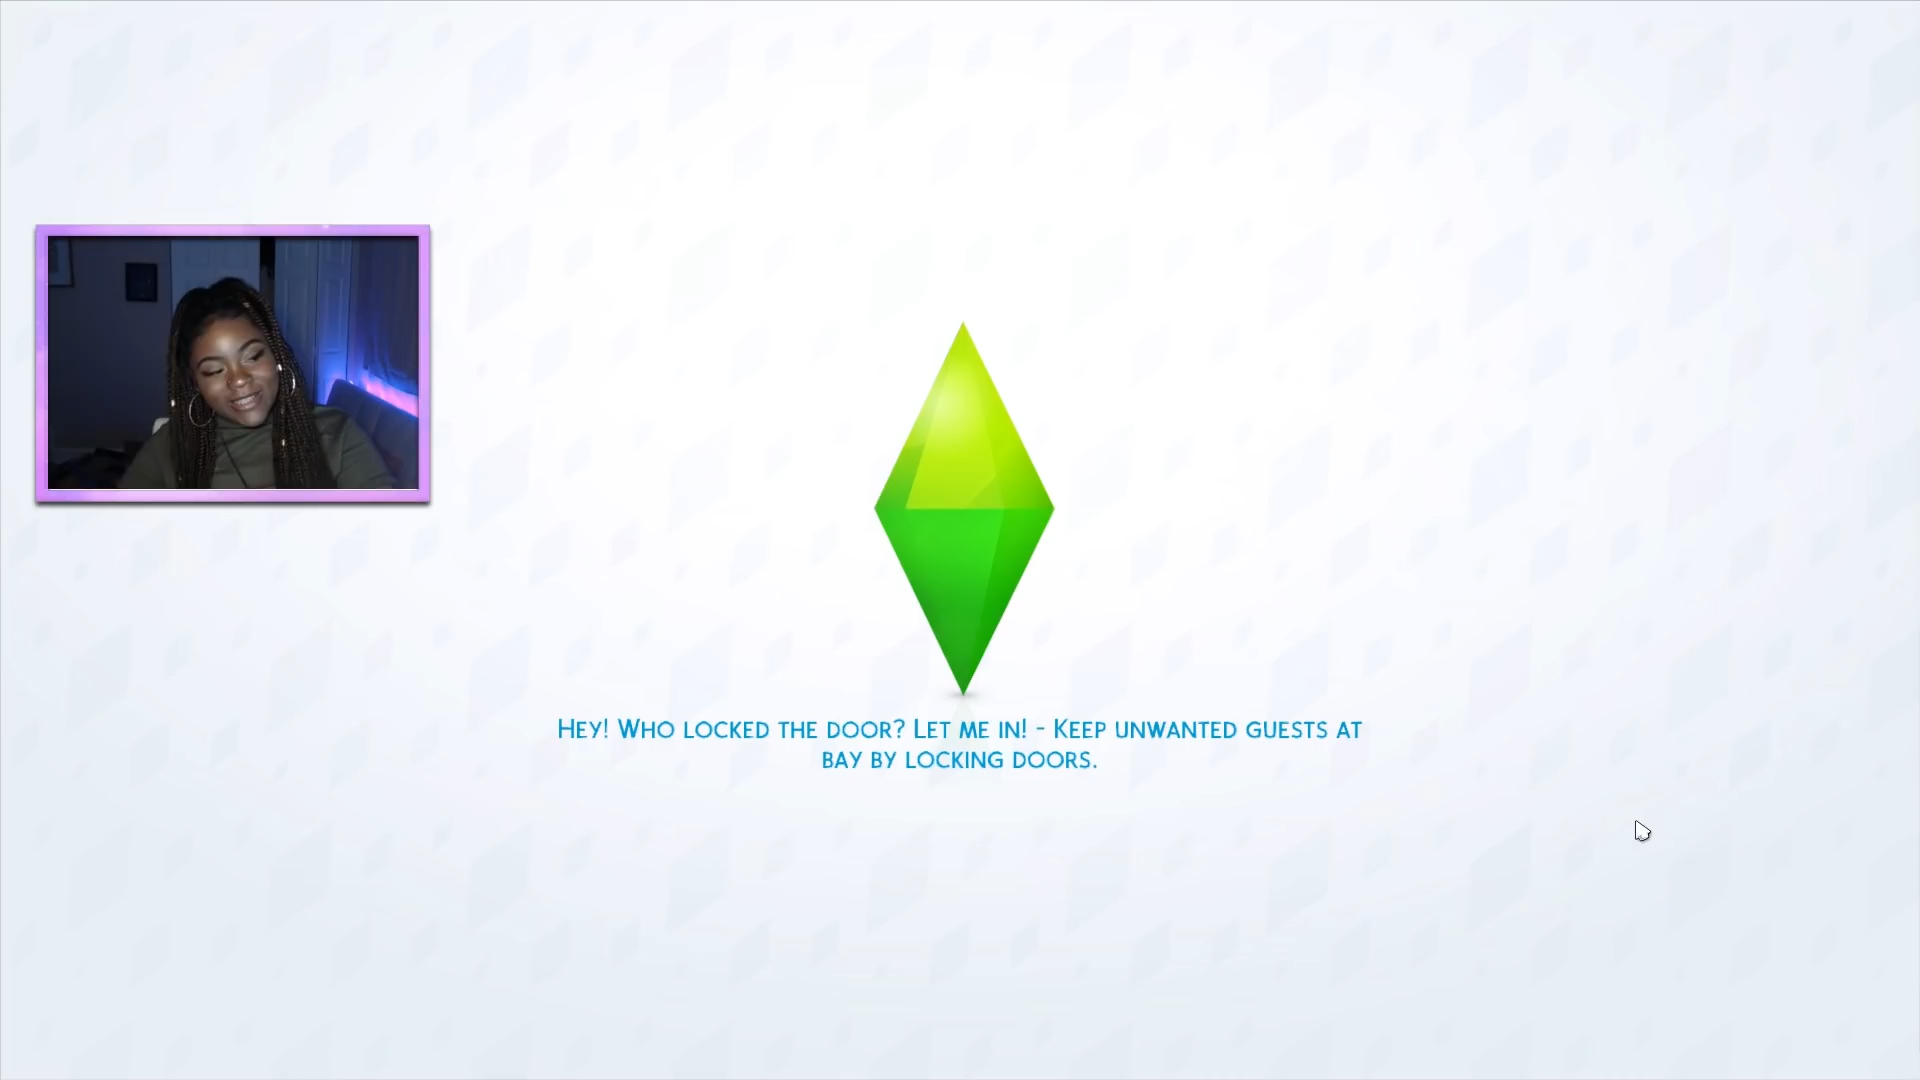 Hey! Who locked the door? Let me in! - Keep unwanted guests at
bay by locking doors.